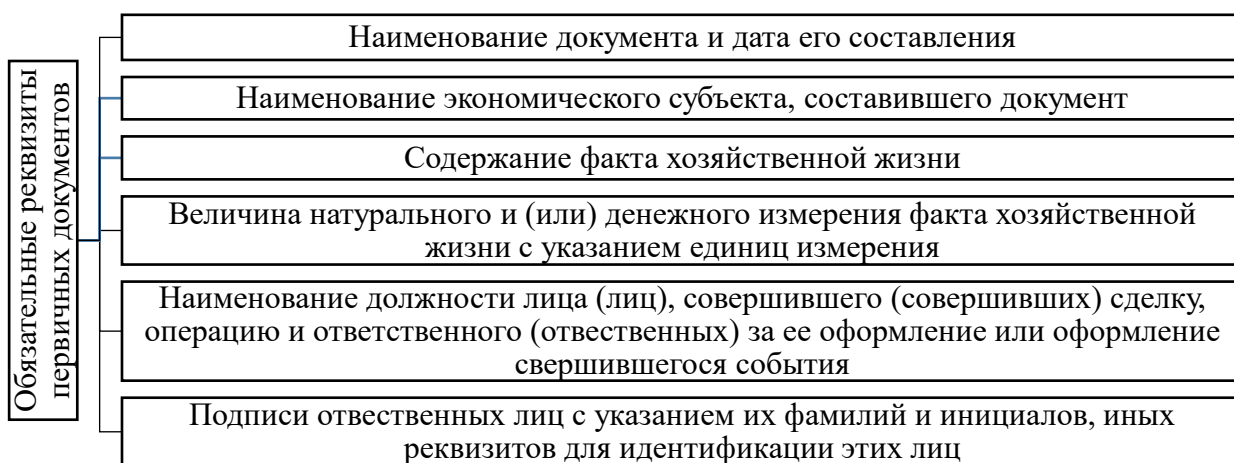 Обязательные реквизиты
первичных документов
Наименование документа и дата его составления
Наименование экономического субъекта, составившего документ
Содержание факта хозяйственной жизни
Величина натурального и (или) денежного измерения факта хозяйственной
жизни с указанием единиц измерения
Наименование должности лица (лиц), совершившего (совершивших) сделку,
операцию и ответственного (отвественных) за ее оформление или оформление
свершившегося события
Подписи отвественных лиц с указанием их фамилий и инициалов, иных
реквизитов для идентификации этих лиц